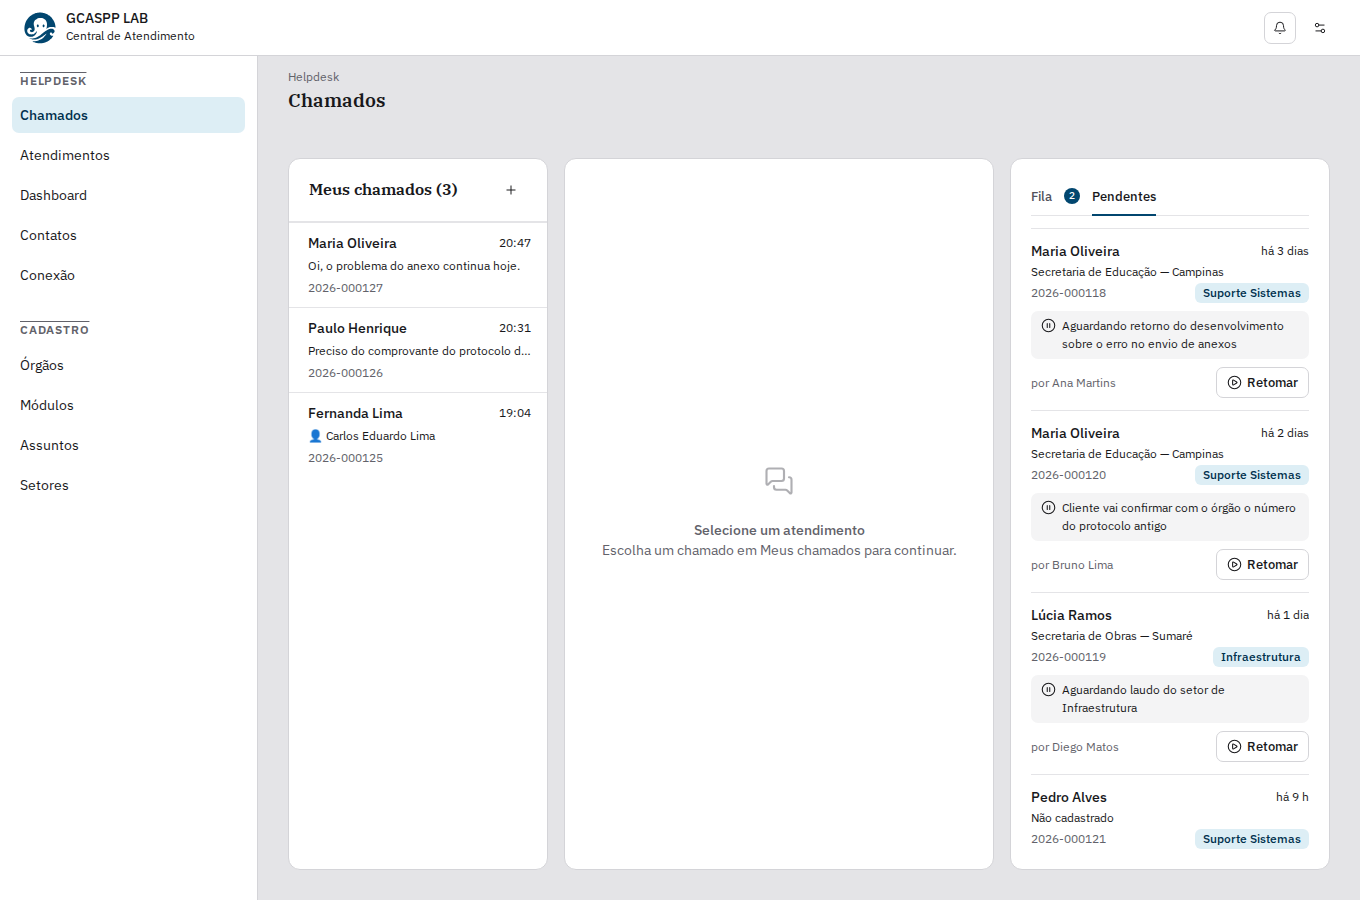 GCASPP LAB
Central de Atendimento
HELPDESK
Chamados
Atendimentos
Dashboard
Contatos
Conexão
CADASTRO
Órgãos
Módulos
Assuntos
Setores
Helpdesk
Chamados
Meus chamados (3)
Maria Oliveira 20:47
Oi, o problema do anexo continua hoje.
2026-000127
Paulo Henrique 20:31
Preciso do comprovante do protocolo d...
2026-000126
Fernanda Lima 19:04
Carlos Eduardo Lima
2026-000125
Selecione um atendimento
Escolha um chamado em Meus chamados para continuar.
Fila 2 Pendentes
Maria Oliveira há 3 dias
Secretaria de Educação — Campinas
2026-000118 Suporte Sistemas
Aguardando retorno do desenvolvimento
sobre o erro no envio de anexos
por Ana Martins Retomar
Maria Oliveira há 2 dias
Secretaria de Educação — Campinas
2026-000120 Suporte Sistemas
Cliente vai confirmar com o órgão o número
do protocolo antigo
por Bruno Lima Retomar
Lúcia Ramos há 1 dia
Secretaria de Obras — Sumaré
2026-000119 Infraestrutura
Aguardando laudo do setor de
Infraestrutura
por Diego Matos Retomar
Pedro Alves há 9 h
Não cadastrado
2026-000121 Suporte Sistemas